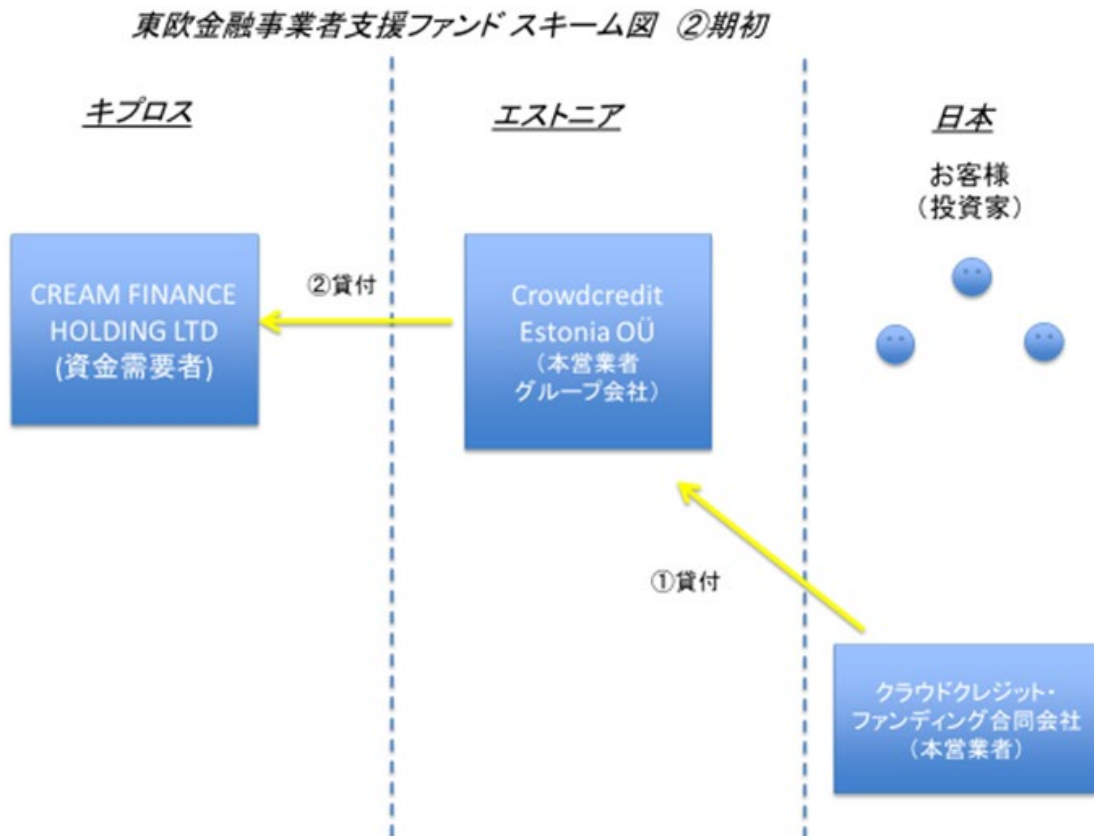 東欧金融事業者支援ファンド スキーム図 ②期初
キプロス
エストニア
日本
お客様
（投資家）
CREAM FINANCE
HOLDING LTD
(資金需要者)
②貸付
Crowdcredit
Estonia OÜ
（本営業者
グループ会社）
①貸付
クラウドクレジット・
ファンディング合同会社
（本営業者）